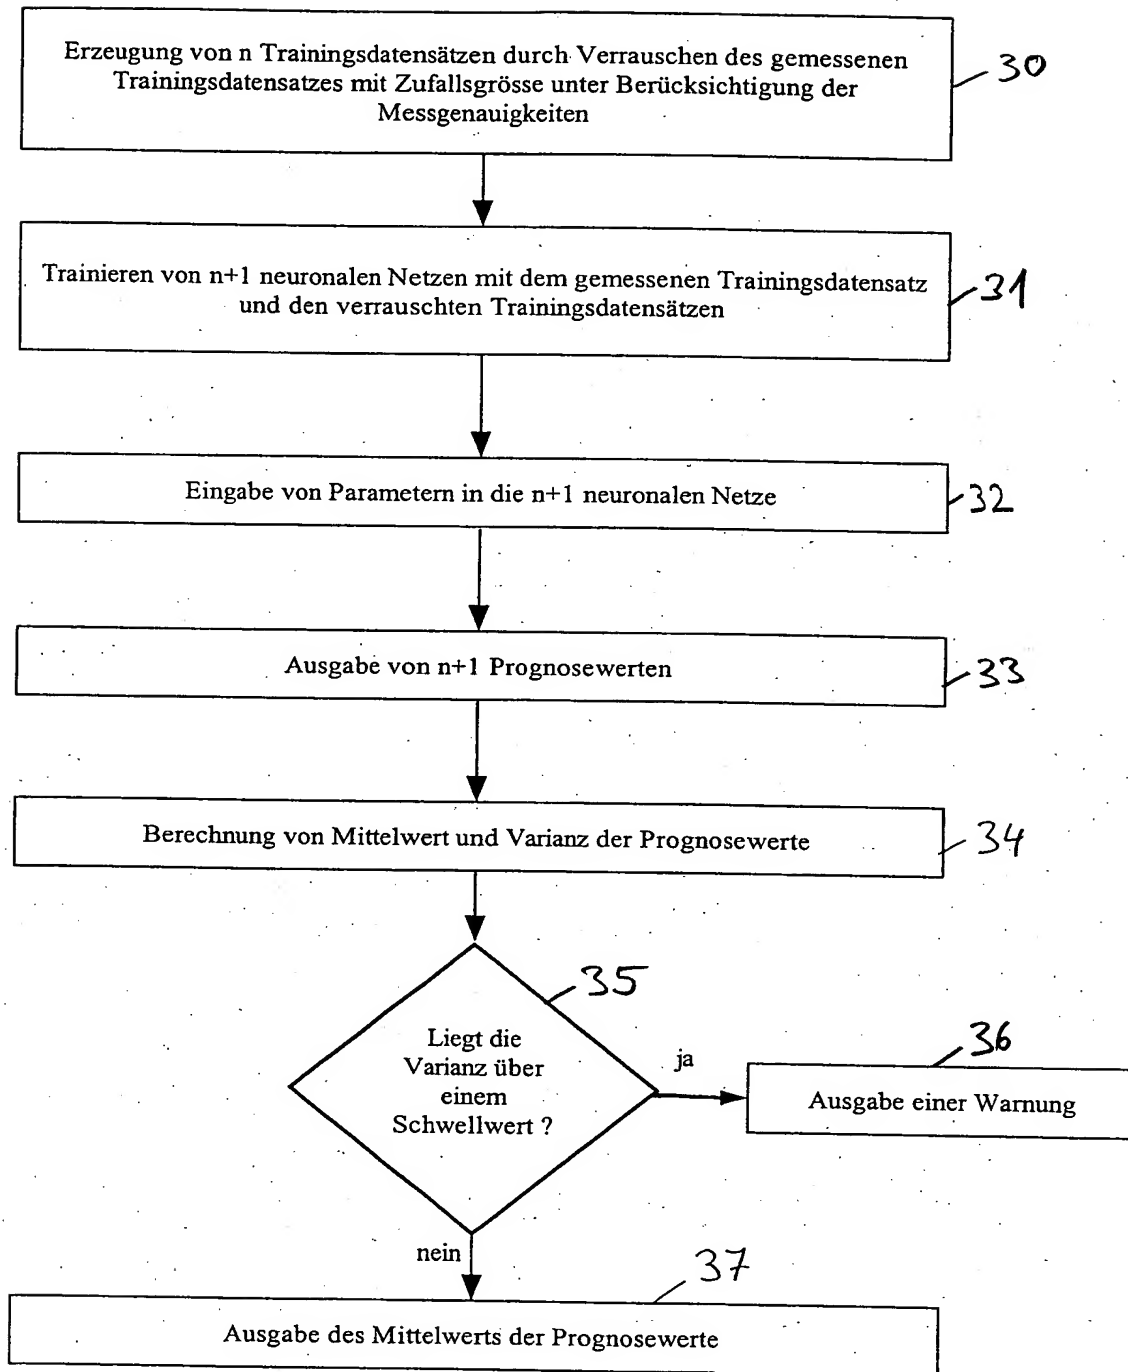 Erzeugung von n Trainingsdatensätzen durch Verrauschen des gemessenen
Trainingsdatensatzes mit Zufallsgrösse unter Berücksichtigung der
Messgenauigkeiten
30
Trainieren von n+1 neuronalen Netzen mit dem gemessenen Trainingsdatensatz
und den verrauschten Trainingsdatensätzen
31
Eingabe von Parametern in die n+1 neuronalen Netze
32
Ausgabe von n+1 Prognosewerten
33
Berechnung von Mittelwert und Varianz der Prognosewerte
34
35
Liegt die
Varianz über
einem
Schwellwert ?
ja
36
Ausgabe einer Warnung
nein
37
Ausgabe des Mittelwerts der Prognosewerte